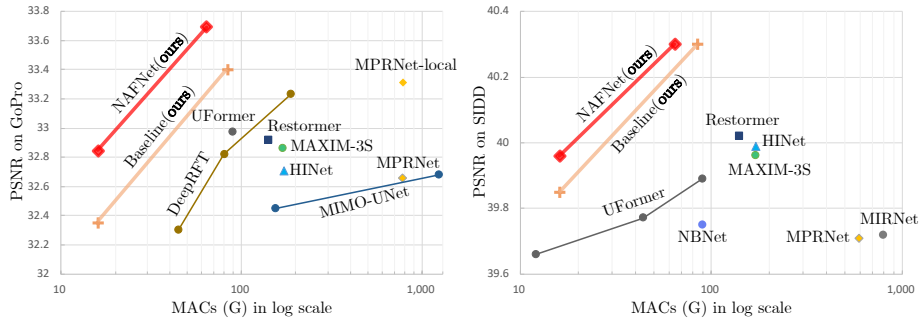 33.8
33.6
33.4
33.2
33
32.8
32.6
32.4
32.2
32
PSNR on GoPro
NAFNet(ours)
Baseline(ours)
DeepRFT
UFormer
Restormer
MAXIM-3S
HINet
MPRNet-local
MPRNet
MIMO-UNet
10
100
1,000
MACs (G) in log scale
40.4
40.2
40
39.8
39.6
PSNR on SIDD
NAFNet(ours)
Baseline(ours)
Restormer
HINet
MAXIM-3S
UFormer
NBNet
MPRNet
MIRNet
10
100
1,000
MACs (G) in log scale